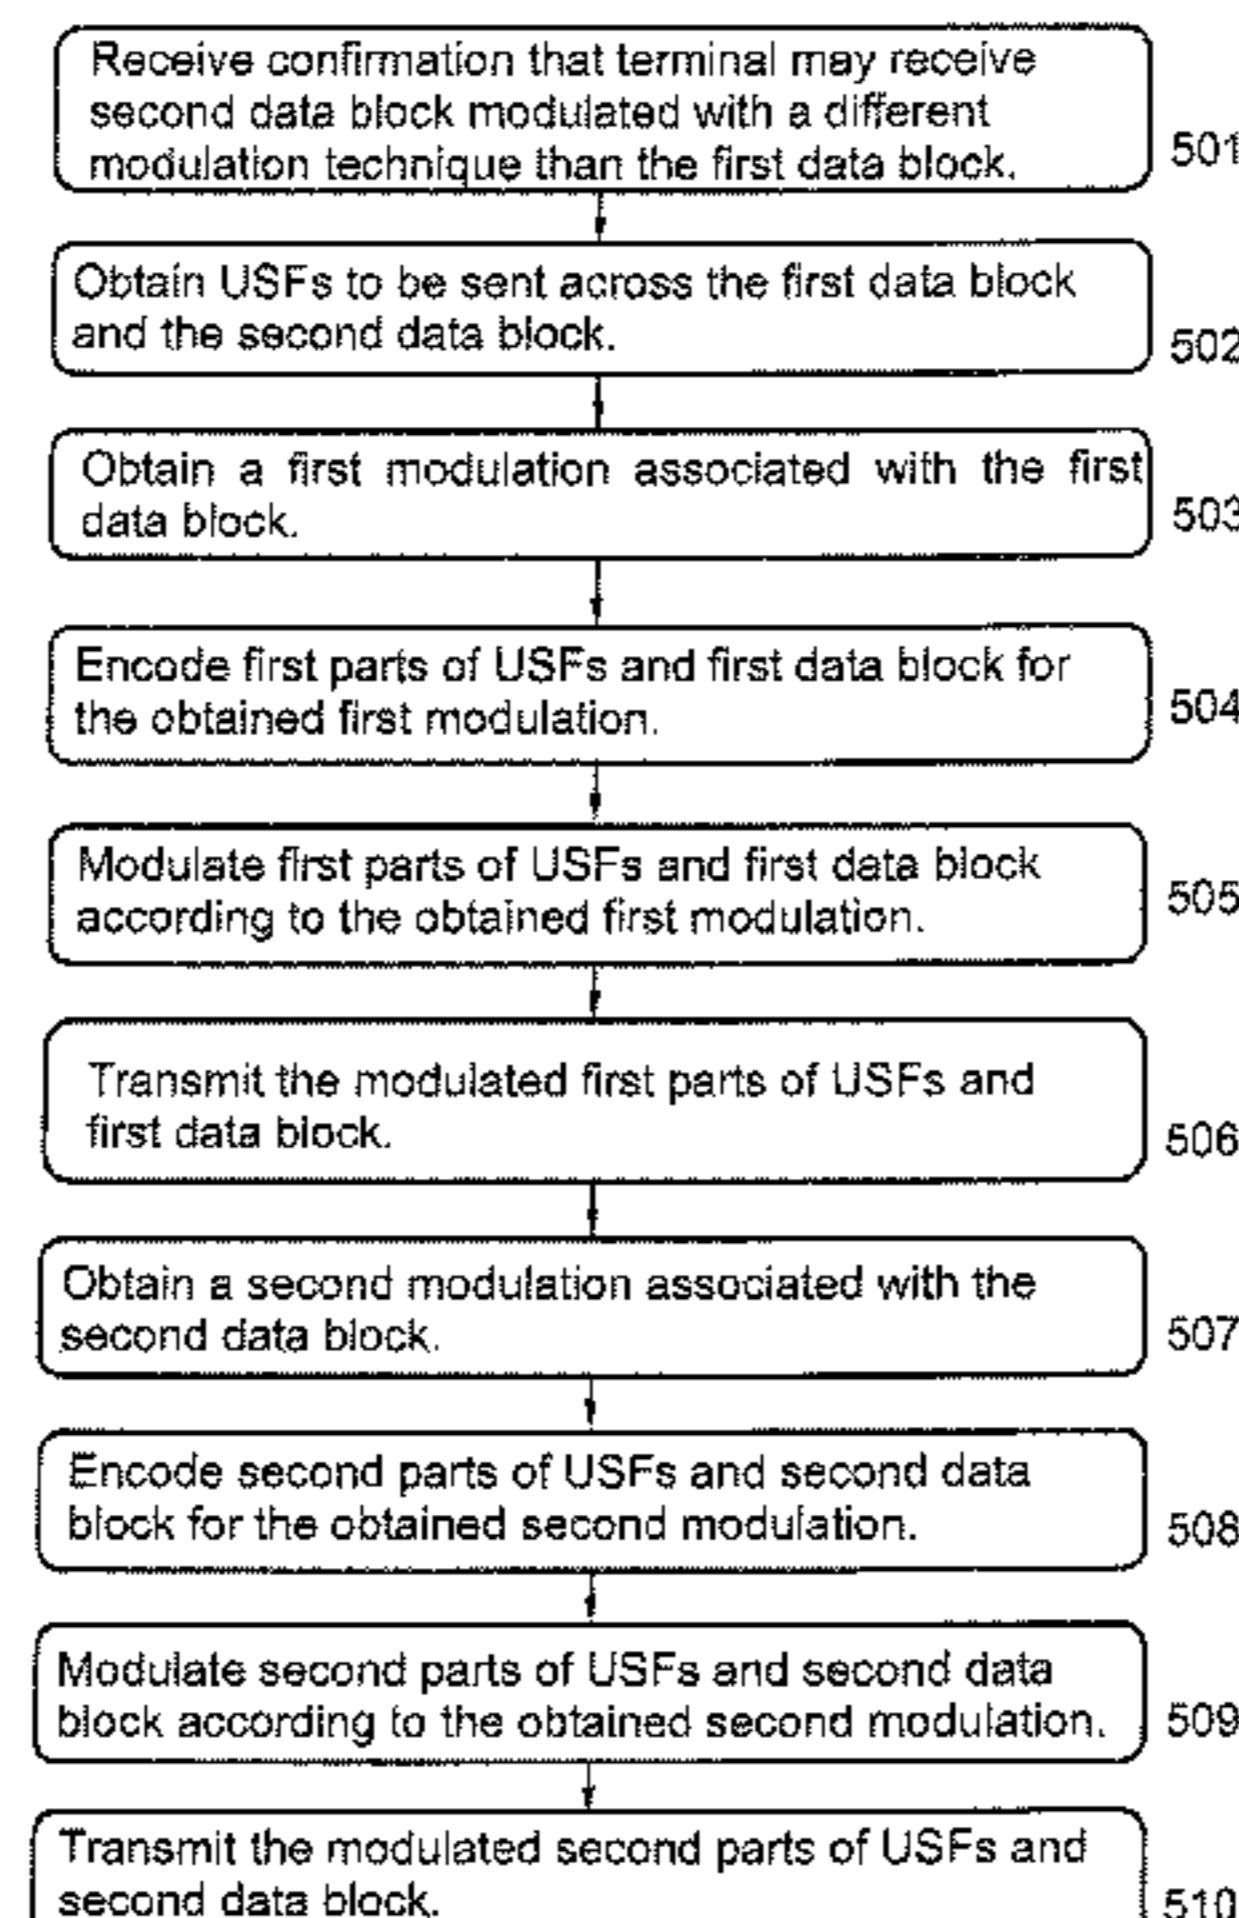 Receive confirmation that terminal may receive
second data block modulated with a different
modulation technique than the first data block.
501
Obtain USFs to be sent across the first data block
and the second data block.
502
Obtain a first modulation associated with the first
data block.
503
Encode first parts of USFs and first data block for
the obtained first modulation.
504
Modulate first parts of USFs and first data block
according to the obtained first modulation.
505
Transmit the modulated first parts of USFs and
first data block.
506
Obtain a second modulation associated with the
second data block.
507
Encode second parts of USFs and second data
block for the obtained second modulation.
508
Modulate second parts of USFs and second data
block according to the obtained second modulation.
509
Transmit the modulated second parts of USFs and
second data block.
510